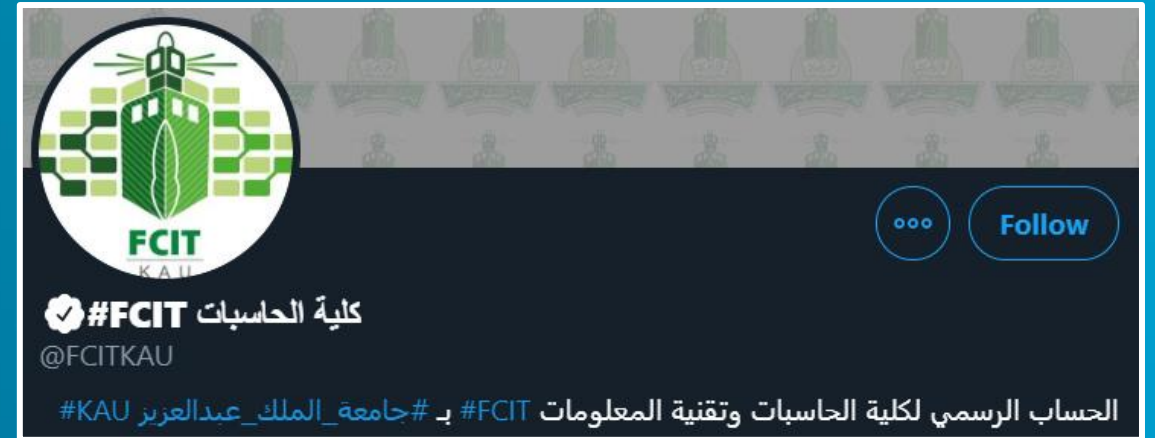 FCIT
KAU
Follow
كلية الحاسبات FCIT#
@FCITKAU
الحساب الرسمي لكلية الحاسبات وتقنية المعلومات #FCIT بـ #جامعة_الملك_عبدالعزيز #KAU